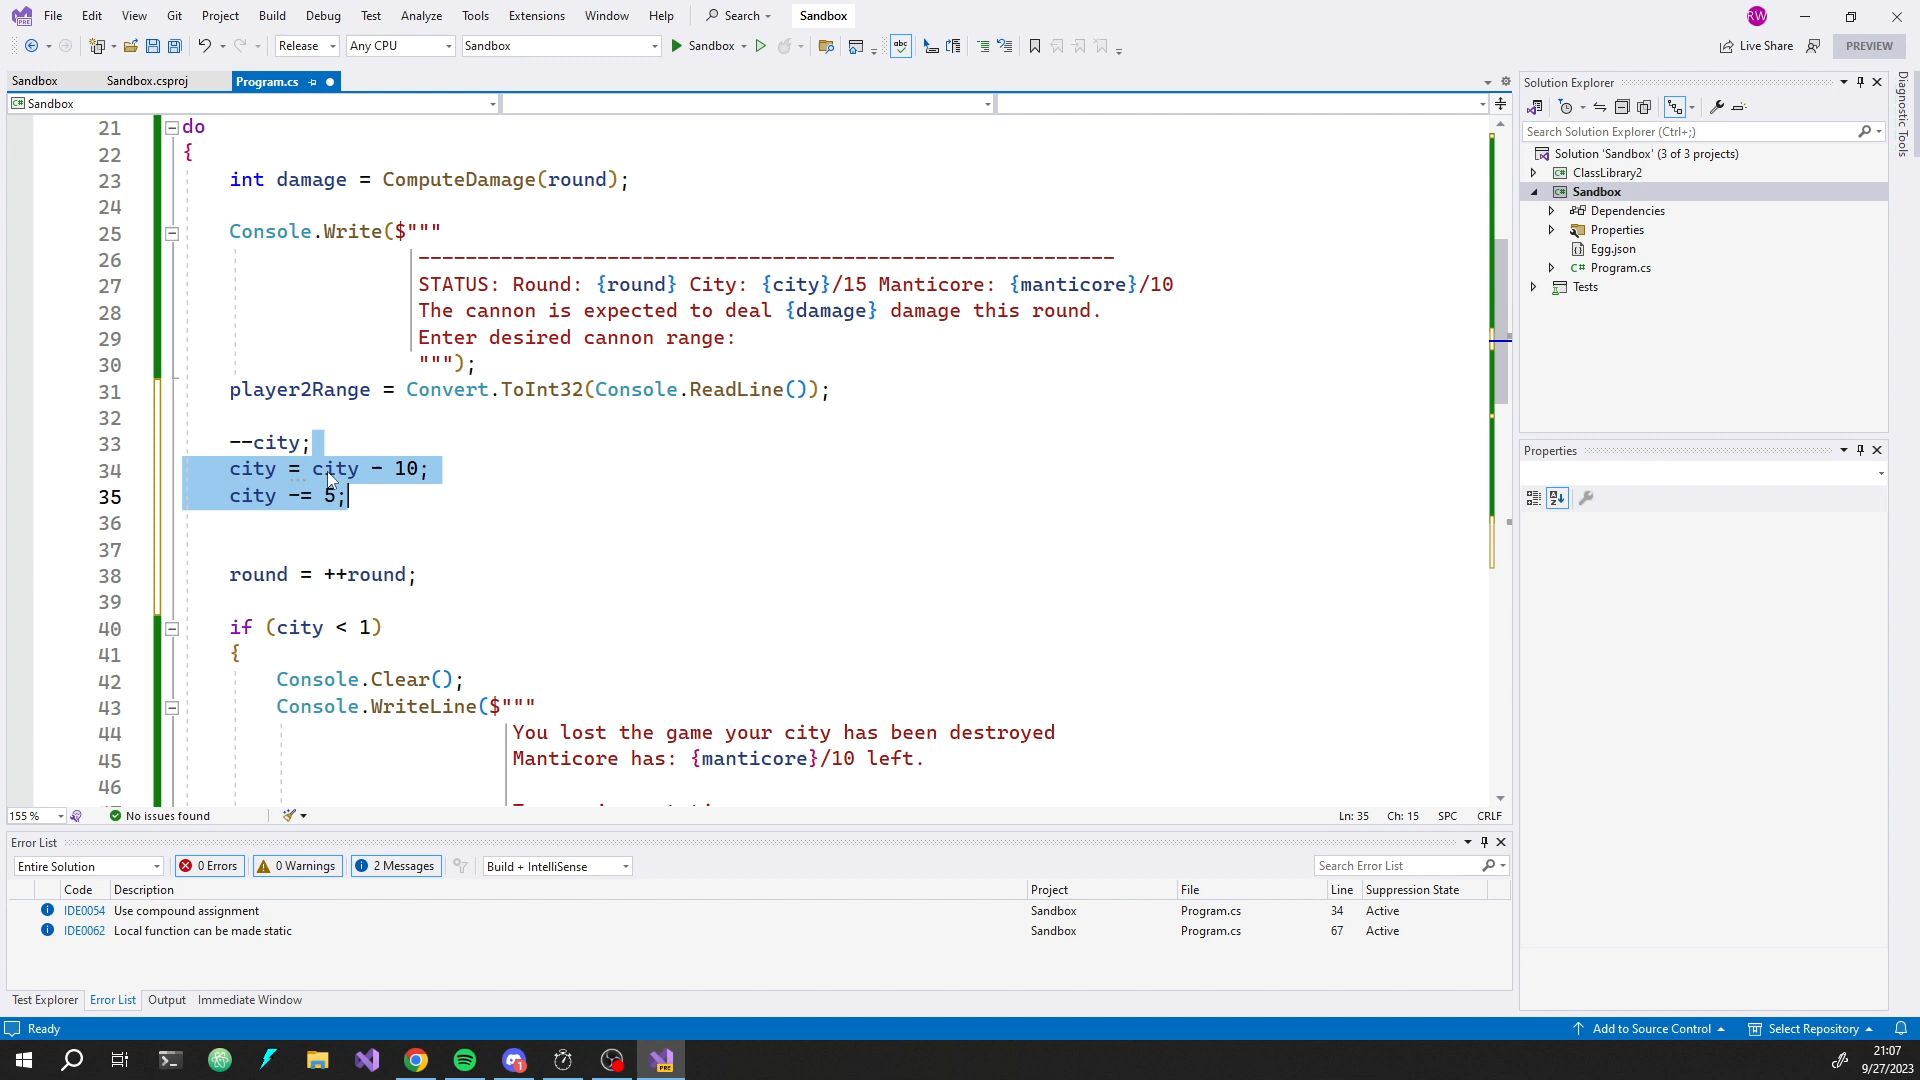 File Edit View Git Project Build Debug Test Analyze Tools Extensions Window Help Search Sandbox RW
Release Any CPU Sandbox Sandbox abc Live Share PREVIEW
Sandbox Sandbox.csproj Program.cs
C# Sandbox
21 do
22 {
23 int damage = ComputeDamage(round);
24
25 Console.Write($"""
26 -----------------------------------------------------------
27 STATUS: Round: {round} City: {city}/15 Manticore: {manticore}/10
28 The cannon is expected to deal {damage} damage this round.
29 Enter desired cannon range:
30 """);
31 player2Range = Convert.ToInt32(Console.ReadLine());
32
33 --city;
34 city = city - 10;
35 city -= 5;
36
37
38 round = ++round;
39
40 if (city < 1)
41 {
42 Console.Clear();
43 Console.WriteLine($"""
44 You lost the game your city has been destroyed
45 Manticore has: {manticore}/10 left.
46
155 % No issues found Ln: 35 Ch: 15 SPC CRLF
Error List
Entire Solution 0 Errors 0 Warnings 2 Messages Build + IntelliSense Search Error List
Code Description Project File Line Suppression State
IDE0054 Use compound assignment Sandbox Program.cs 34 Active
IDE0062 Local function can be made static Sandbox Program.cs 67 Active
Test Explorer Error List Output Immediate Window
Solution Explorer
Search Solution Explorer (Ctrl+;)
Solution 'Sandbox' (3 of 3 projects)
C# ClassLibrary2
C# Sandbox
Dependencies
Properties
Egg.json
C# Program.cs
Tests
Properties
Diagnostic Tools
Ready Add to Source Control Select Repository
1 PRE 21:07
9/27/2023